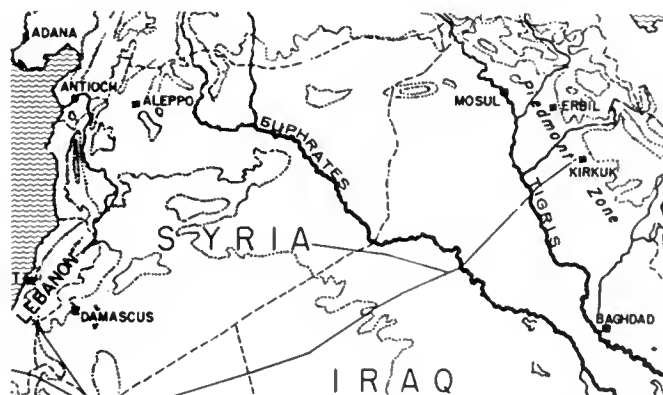 ADANA
ANTIOCH
ALEPPO
EUPHRATES
MOSUL
ERBIL
Piedmont
Zone
KIRKUK
TIGRIS
SYRIA
T
LEBANON
DAMASCUS
BAGHDAD
IRAQ